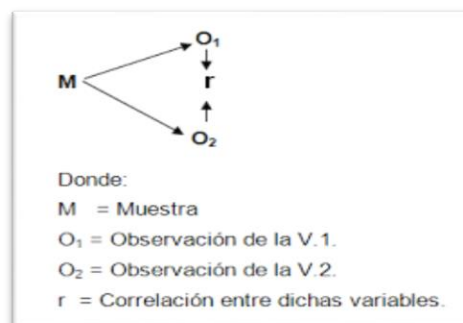 O₁
M r
O₂
Donde:
M = Muestra
O₁ = Observación de la V.1.
O₂ = Observación de la V.2.
r = Correlación entre dichas variables.